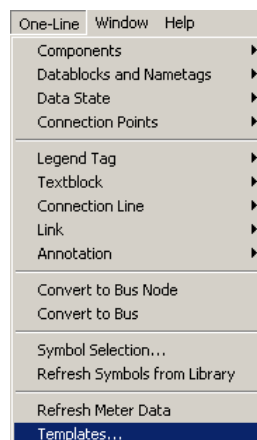 One-Line Window Help
Components
Datablocks and Nametags
Data State
Connection Points
Legend Tag
Textblock
Connection Line
Link
Annotation
Convert to Bus Node
Convert to Bus
Symbol Selection...
Refresh Symbols from Library
Refresh Meter Data
Templates...